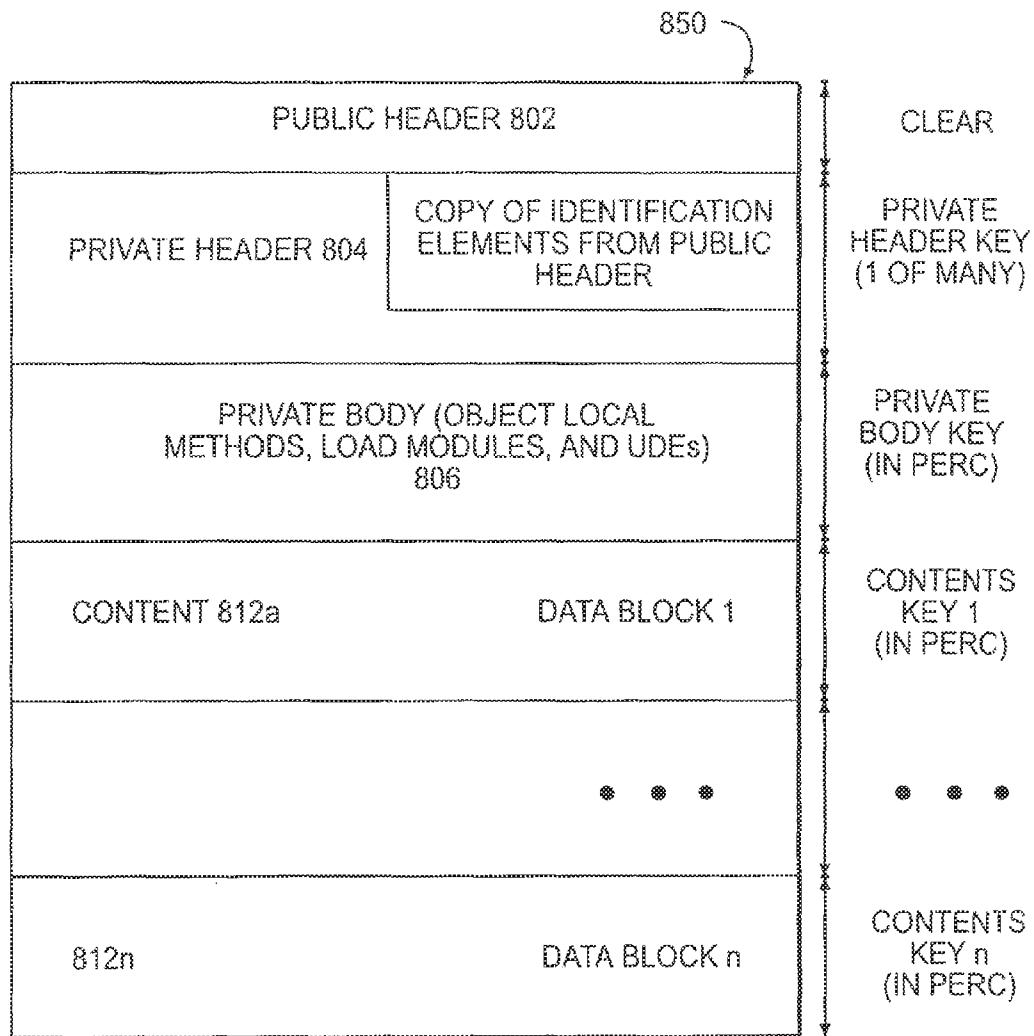 850
PUBLIC HEADER 802
CLEAR
PRIVATE HEADER 804
COPY OF IDENTIFICATION
ELEMENTS FROM PUBLIC
HEADER
PRIVATE
HEADER KEY
(1 OF MANY)
PRIVATE BODY (OBJECT LOCAL
METHODS, LOAD MODULES, AND UDEs)
806
PRIVATE
BODY KEY
(IN PERC)
CONTENT 812a
DATA BLOCK 1
CONTENTS
KEY 1
(IN PERC)
812n
DATA BLOCK n
CONTENTS
KEY n
(IN PERC)